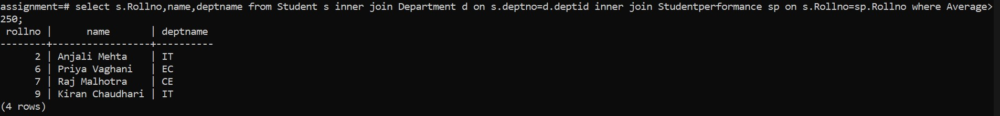 assignment=# select s.Rollno,name,deptname from Student s inner join Department d on s.deptno=d.deptid inner join Studentperformance sp on s.Rollno=sp.Rollno where Average>
250;
 rollno |      name       | deptname
--------+-----------------+----------
      2 | Anjali Mehta    | IT
      6 | Priya Vaghani   | EC
      7 | Raj Malhotra    | CE
      9 | Kiran Chaudhari | IT
(4 rows)